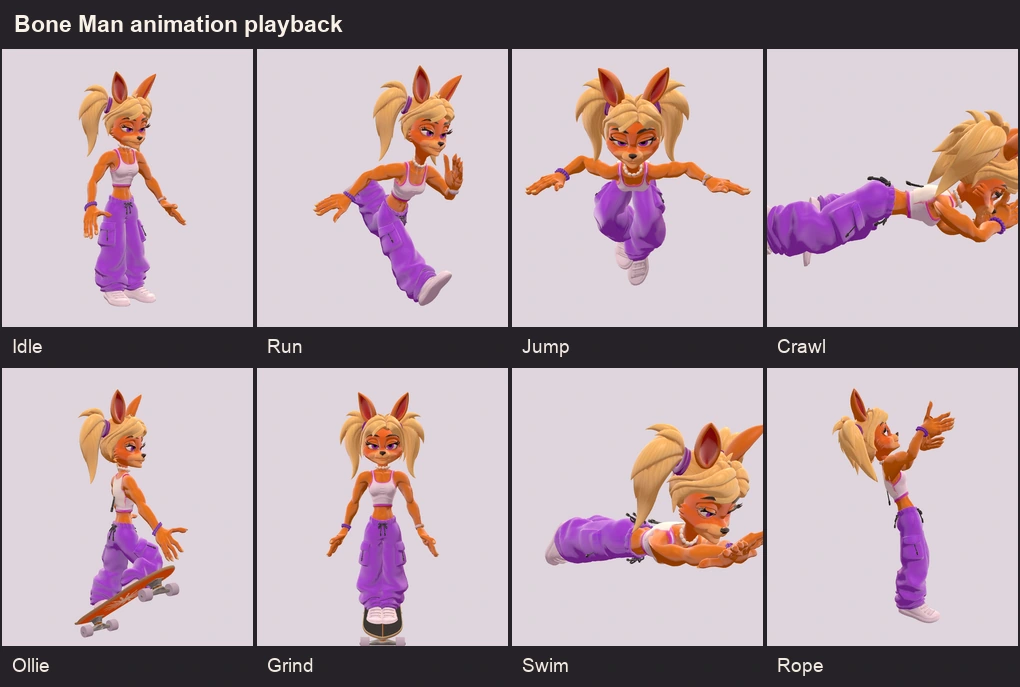 Bone Man animation playback
Idle
Run
Jump
Crawl
Ollie
Grind
Swim
Rope